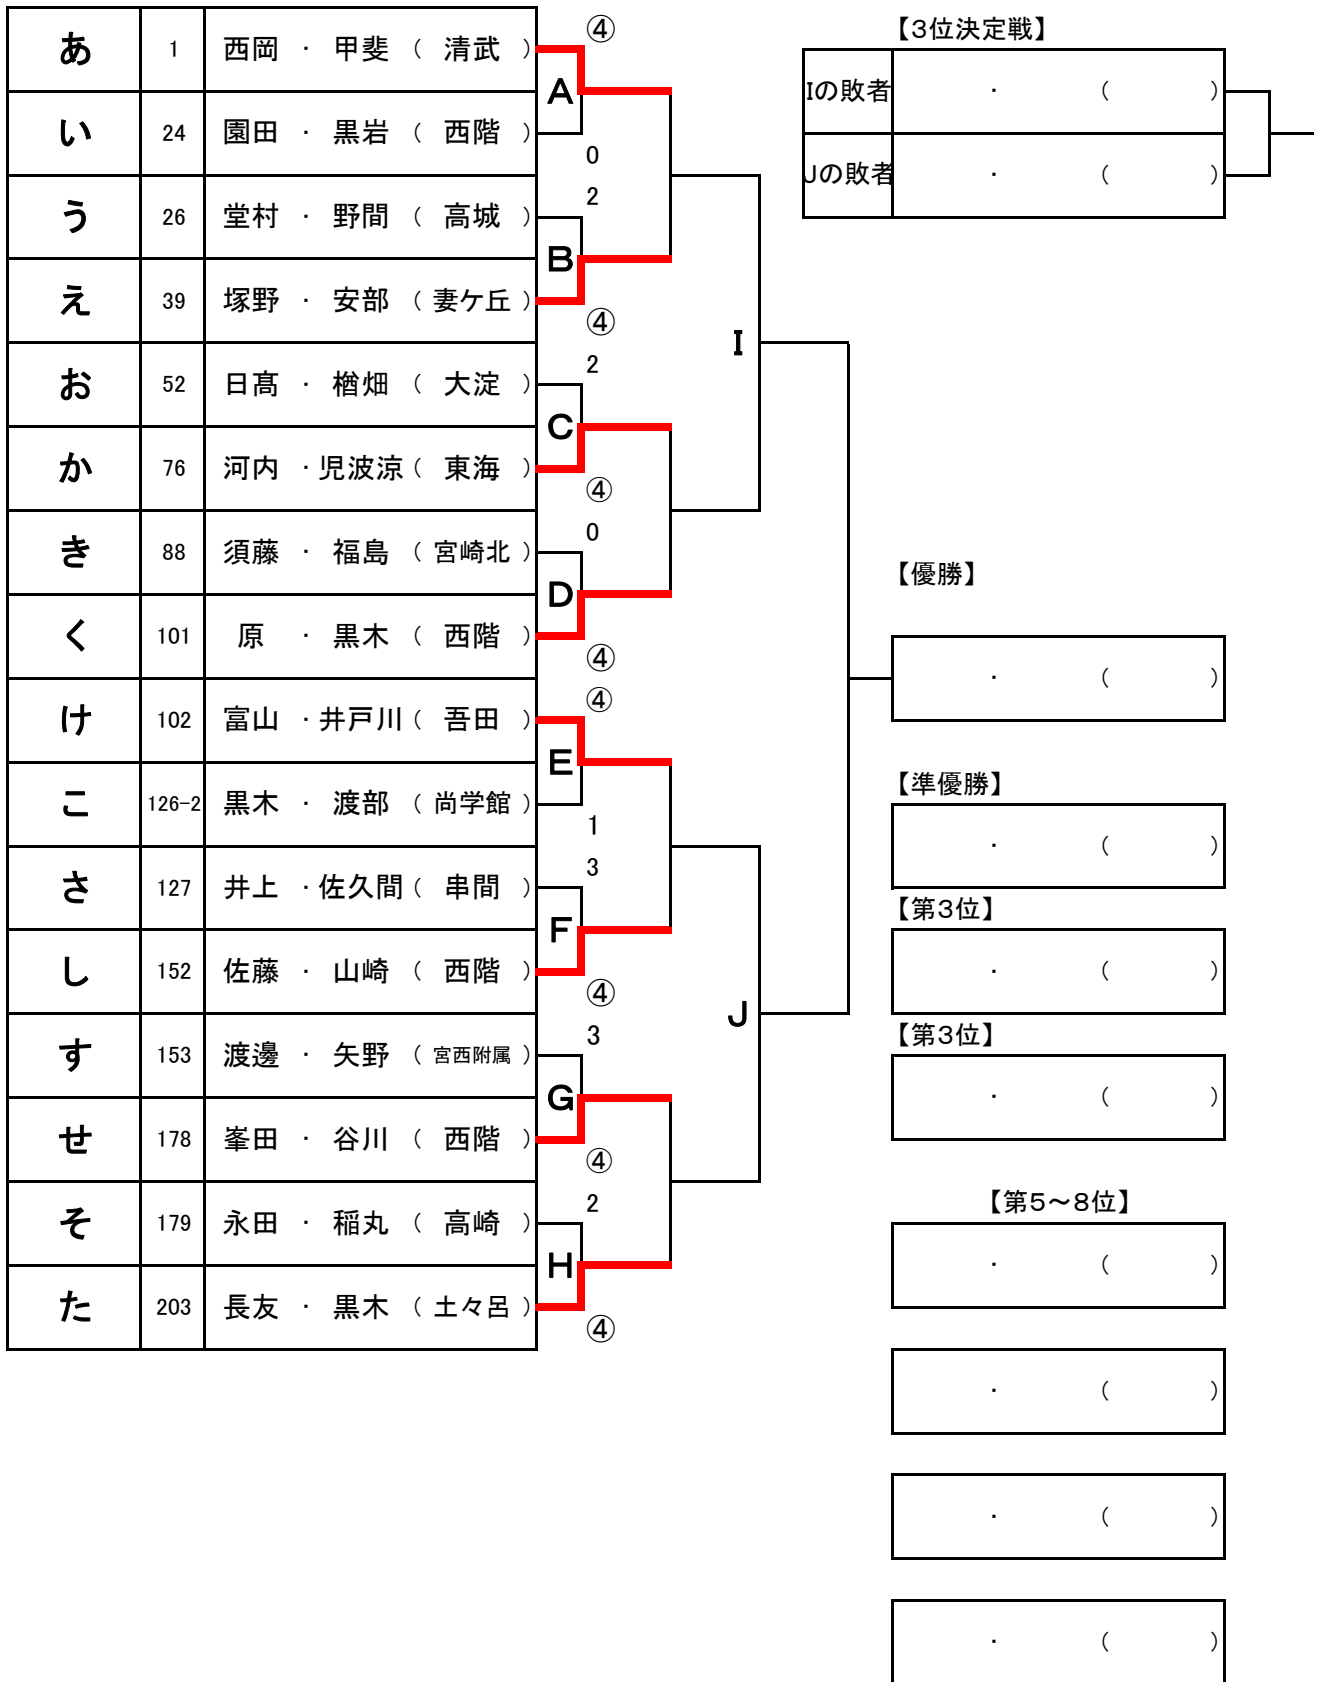 あ 1 西岡 ・ 甲斐 （ 清武 ） ④
A
い 24 園田 ・ 黒岩 （ 西階 ） 0
う 26 堂村 ・ 野間 （ 高城 ） 2
B
え 39 塚野 ・ 安部 （ 妻ケ丘 ） ④
お 52 日髙 ・ 楢畑 （ 大淀 ） 2
C
か 76 河内 ・ 児波涼 （ 東海 ） ④
き 88 須藤 ・ 福島 （ 宮崎北 ） 0
D
く 101 原 ・ 黒木 （ 西階 ） ④
け 102 富山 ・ 井戸川 （ 吾田 ） ④
E
こ 126-2 黒木 ・ 渡部 （ 尚学館 ） 1
さ 127 井上 ・ 佐久間 （ 串間 ） 3
F
し 152 佐藤 ・ 山崎 （ 西階 ） ④
す 153 渡邊 ・ 矢野 （ 宮西附属 ） 3
G
せ 178 峯田 ・ 谷川 （ 西階 ） ④
そ 179 永田 ・ 稲丸 （ 高崎 ） 2
H
た 203 長友 ・ 黒木 （ 土々呂 ） ④
I
J
【3位決定戦】
Iの敗者 ・ （ ）
Jの敗者 ・ （ ）
【優勝】
・ （ ）
【準優勝】
・ （ ）
【第3位】
・ （ ）
【第3位】
・ （ ）
【第5～8位】
・ （ ）
・ （ ）
・ （ ）
・ （ ）